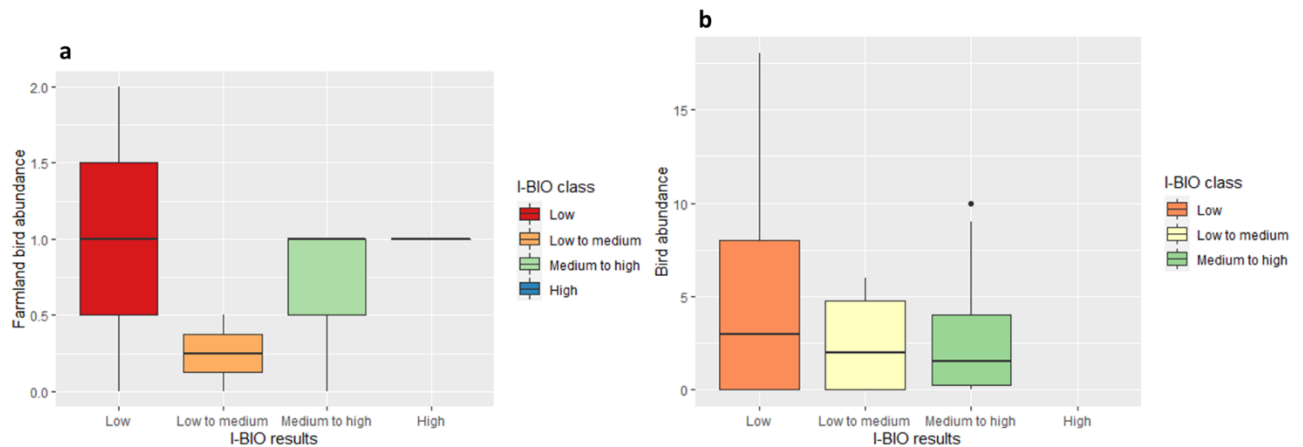 a
Farmland bird abundance
2.0
1.5
1.0
0.5
0.0
Low
Low to medium
Medium to high
High
I-BIO results
I-BIO class
Low
Low to medium
Medium to high
High
b
Bird abundance
15
10
5
0
Low
Low to medium
Medium to high
High
I-BIO results
I-BIO class
Low
Low to medium
Medium to high